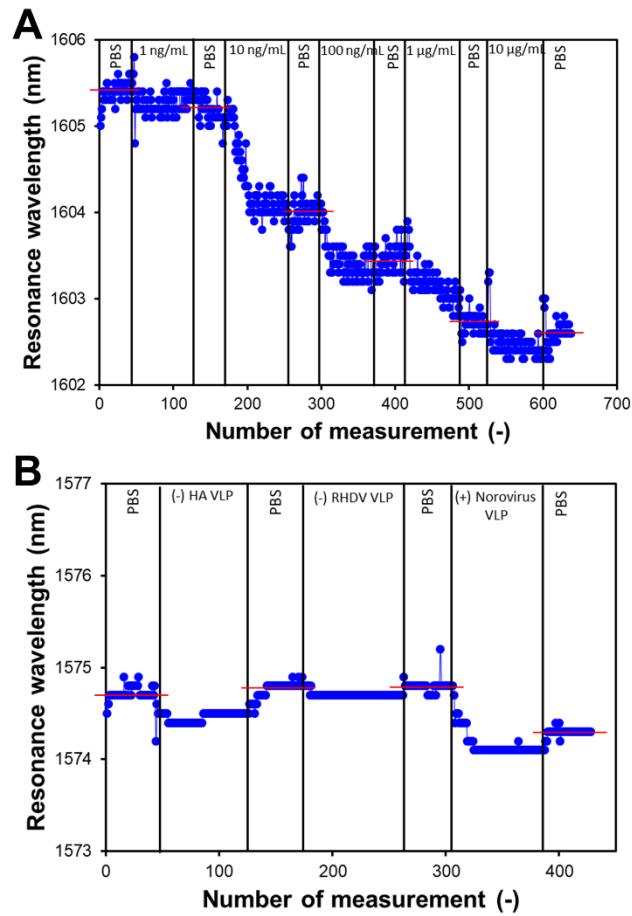 A
Resonance wavelength (nm)
1606
1605
1604
1603
1602
PBS
1 ng/mL
PBS
10 ng/mL
PBS
100 ng/mL
PBS
1 µg/mL
PBS
10 µg/mL
PBS
0 100 200 300 400 500 600 700
Number of measurement (-)
B
Resonance wavelength (nm)
1577
1576
1575
1574
1573
PBS
(-) HA VLP
PBS
(-) RHDV VLP
PBS
(+) Norovirus
VLP
PBS
0 100 200 300 400
Number of measurement (-)